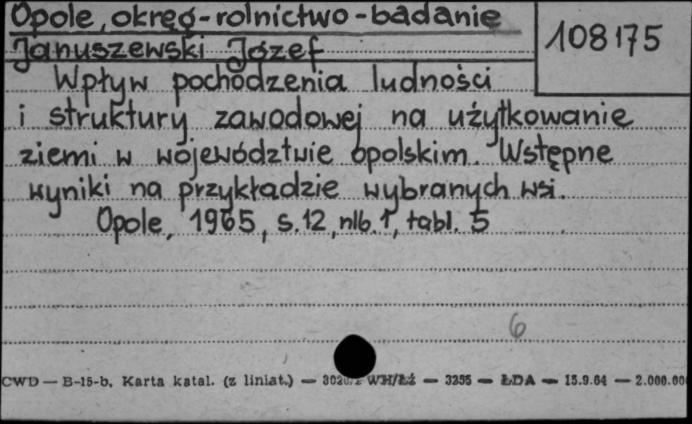 Opole, okręg-rolnictwo-badanie
108175
Januszewski Józef
Wpływ pochodzenia ludności
i struktury zawodowej na użytkowanie
ziemi w województwie opolskim. Wstępne
wyniki na przykładzie wybranych wsi.
Opole, 1965, s.12, nlb.1, tabl. 5
6
CWD — B-15-b, Karta katal. (z liniat.) — WH/Łź — 3255 — ŁDA — 15.9.64 — 2.000.00